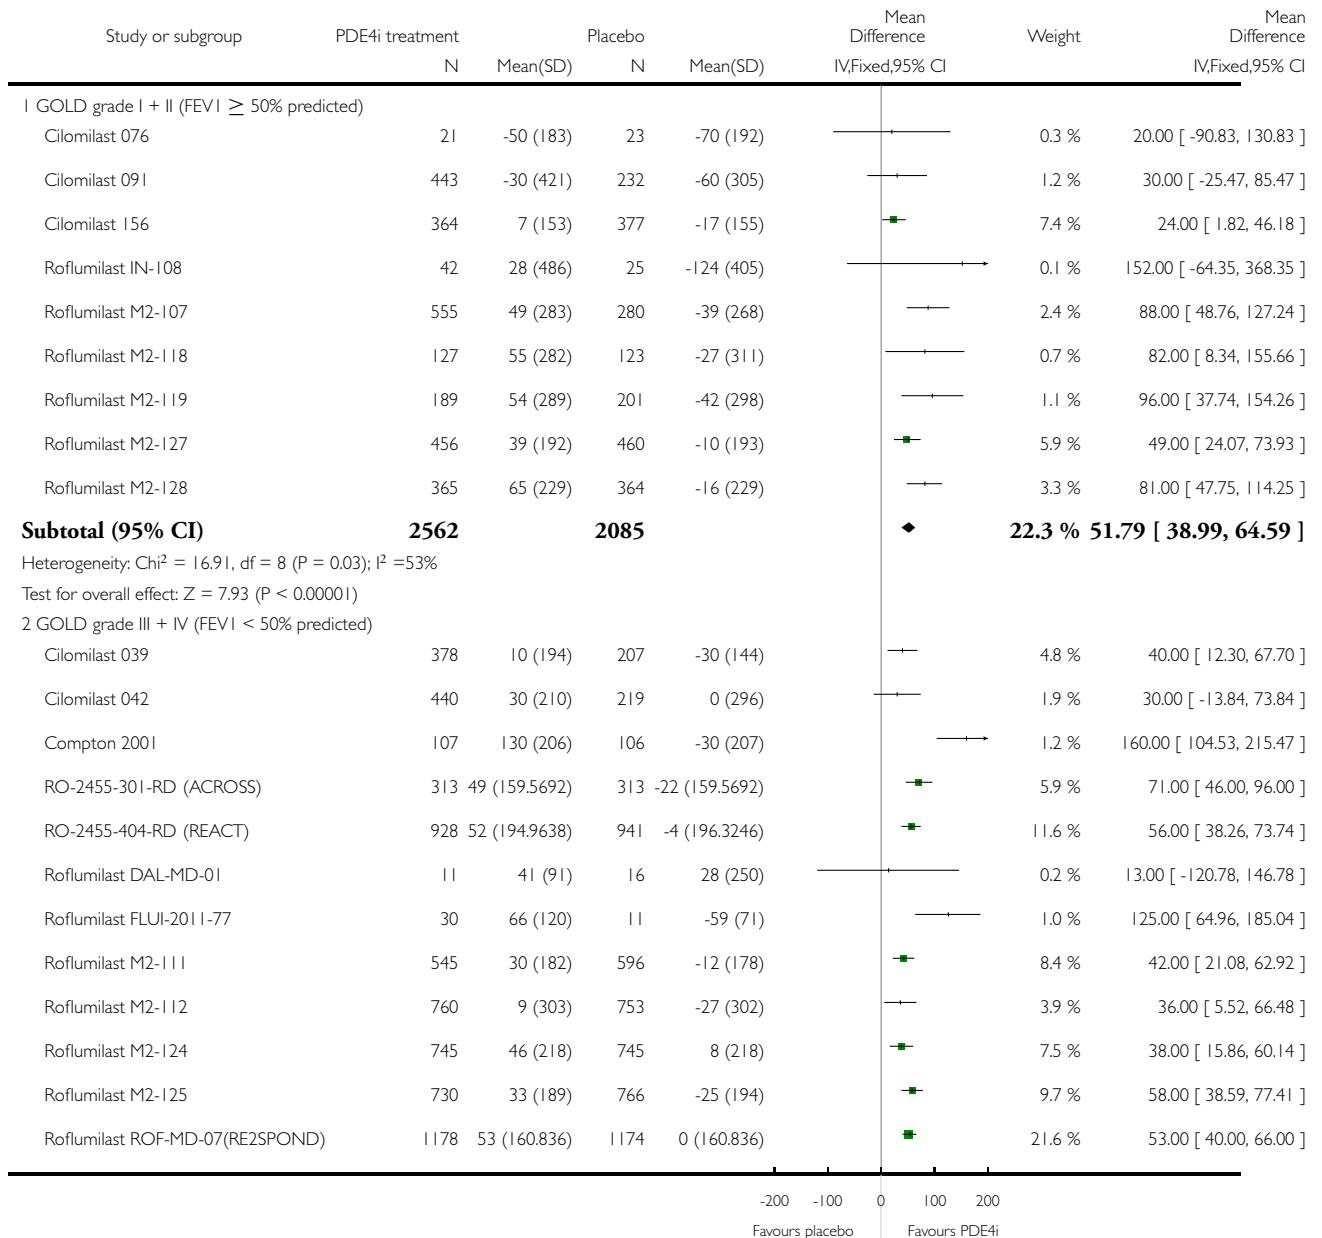 Study or subgroup PDE4i treatment Placebo Mean Difference Weight Mean Difference
N Mean(SD) N Mean(SD) IV,Fixed,95% CI IV,Fixed,95% CI
1 GOLD grade I + II (FEV1 ≥ 50% predicted)
Cilomilast 076 21 -50 (183) 23 -70 (192) 0.3 % 20.00 [ -90.83, 130.83 ]
Cilomilast 091 443 -30 (421) 232 -60 (305) 1.2 % 30.00 [ -25.47, 85.47 ]
Cilomilast 156 364 7 (153) 377 -17 (155) 7.4 % 24.00 [ 1.82, 46.18 ]
Roflumilast IN-108 42 28 (486) 25 -124 (405) 0.1 % 152.00 [ -64.35, 368.35 ]
Roflumilast M2-107 555 49 (283) 280 -39 (268) 2.4 % 88.00 [ 48.76, 127.24 ]
Roflumilast M2-118 127 55 (282) 123 -27 (311) 0.7 % 82.00 [ 8.34, 155.66 ]
Roflumilast M2-119 189 54 (289) 201 -42 (298) 1.1 % 96.00 [ 37.74, 154.26 ]
Roflumilast M2-127 456 39 (192) 460 -10 (193) 5.9 % 49.00 [ 24.07, 73.93 ]
Roflumilast M2-128 365 65 (229) 364 -16 (229) 3.3 % 81.00 [ 47.75, 114.25 ]
Subtotal (95% CI) 2562 2085 22.3 % 51.79 [ 38.99, 64.59 ]
Heterogeneity: Chi² = 16.91, df = 8 (P = 0.03); I² =53%
Test for overall effect: Z = 7.93 (P < 0.00001)
2 GOLD grade III + IV (FEV1 < 50% predicted)
Cilomilast 039 378 10 (194) 207 -30 (144) 4.8 % 40.00 [ 12.30, 67.70 ]
Cilomilast 042 440 30 (210) 219 0 (296) 1.9 % 30.00 [ -13.84, 73.84 ]
Compton 2001 107 130 (206) 106 -30 (207) 1.2 % 160.00 [ 104.53, 215.47 ]
RO-2455-301-RD (ACROSS) 313 49 (159.5692) 313 -22 (159.5692) 5.9 % 71.00 [ 46.00, 96.00 ]
RO-2455-404-RD (REACT) 928 52 (194.9638) 941 -4 (196.3246) 11.6 % 56.00 [ 38.26, 73.74 ]
Roflumilast DAL-MD-01 11 41 (91) 16 28 (250) 0.2 % 13.00 [ -120.78, 146.78 ]
Roflumilast FLUI-2011-77 30 66 (120) 11 -59 (71) 1.0 % 125.00 [ 64.96, 185.04 ]
Roflumilast M2-111 545 30 (182) 596 -12 (178) 8.4 % 42.00 [ 21.08, 62.92 ]
Roflumilast M2-112 760 9 (303) 753 -27 (302) 3.9 % 36.00 [ 5.52, 66.48 ]
Roflumilast M2-124 745 46 (218) 745 8 (218) 7.5 % 38.00 [ 15.86, 60.14 ]
Roflumilast M2-125 730 33 (189) 766 -25 (194) 9.7 % 58.00 [ 38.59, 77.41 ]
Roflumilast ROF-MD-07(RE2SPOND) 1178 53 (160.836) 1174 0 (160.836) 21.6 % 53.00 [ 40.00, 66.00 ]
-200 -100 0 100 200
Favours placebo Favours PDE4i